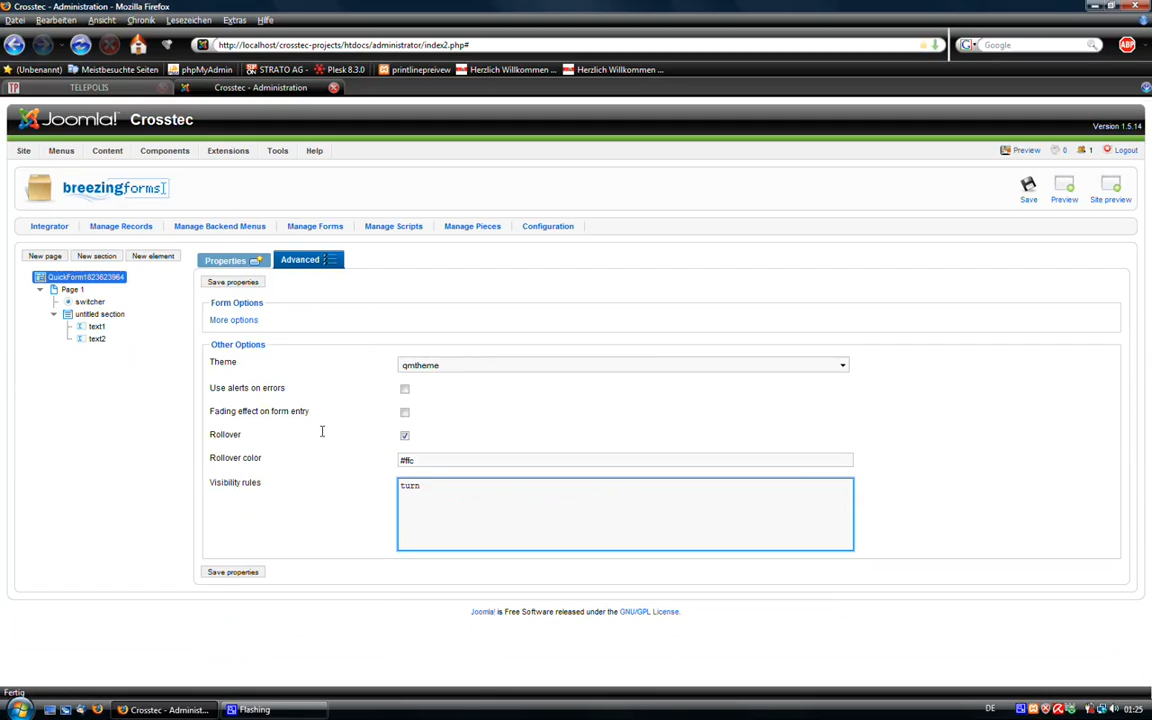 Crosstec - Administration - Mozilla Firefox
Datei Bearbeiten Ansicht Chronik Lesezeichen Extras Hilfe
http://localhost/crosstec-projects/htdocs/administrator/index2.php# Google ABP
(Unbenannt) Meistbesuchte Seiten phpMyAdmin STRATO AG - Plesk 8.3.0 printlinepreivew Herzlich Willkommen ... Herzlich Willkommen ...
TP TELEPOLIS Crosstec - Administration
Joomla! Crosstec
Version 1.5.14
Site Menus Content Components Extensions Tools Help Preview 0 1 Logout
breezingforms
Save Preview Site preview
Integrator Manage Records Manage Backend Menus Manage Forms Manage Scripts Manage Pieces Configuration
New page New section New element
Properties Advanced
QuickForm1823623964
Page 1
switcher
untitled section
text1
text2
Save properties
Form Options
More options
Other Options
Theme qmtheme
Use alerts on errors
Fading effect on form entry
Rollover
Rollover color #ffc
Visibility rules turn
Save properties
Joomla! is Free Software released under the GNU/GPL License.
Fertig
Crosstec - Administ... Flashing DE 01:25